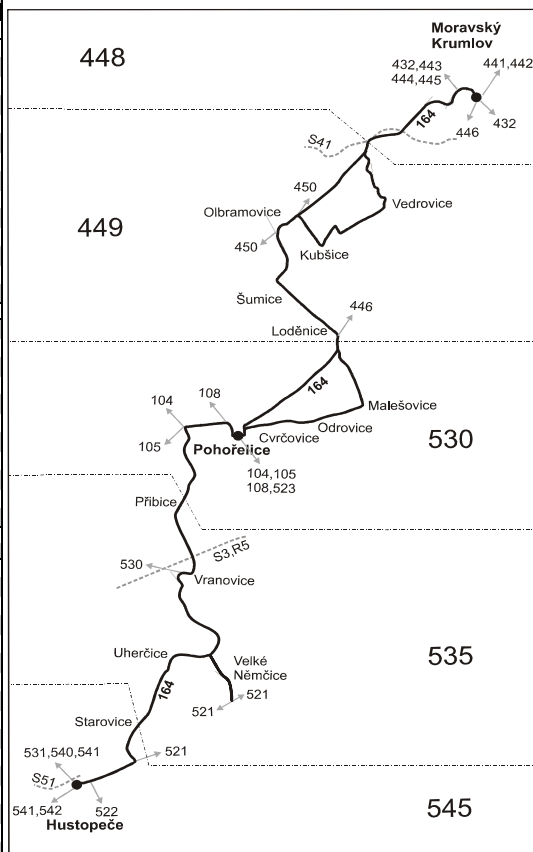 Moravský
Krumlov
448
432,443
444,445
441,442
164
446
432
S41
450
Vedrovice
Olbramovice
449
450
Kubšice
Šumice
446
Loděnice
164
104
108
Malešovice
105
Odrovice
Cvrčovice
530
Pohořelice
104,105
108,523
Přibice
S3,R5
530
Vranovice
Uherčice
Velké
Němčice
535
164
521
521
Starovice
531,540,541
521
S51
541,542
522
545
Hustopeče